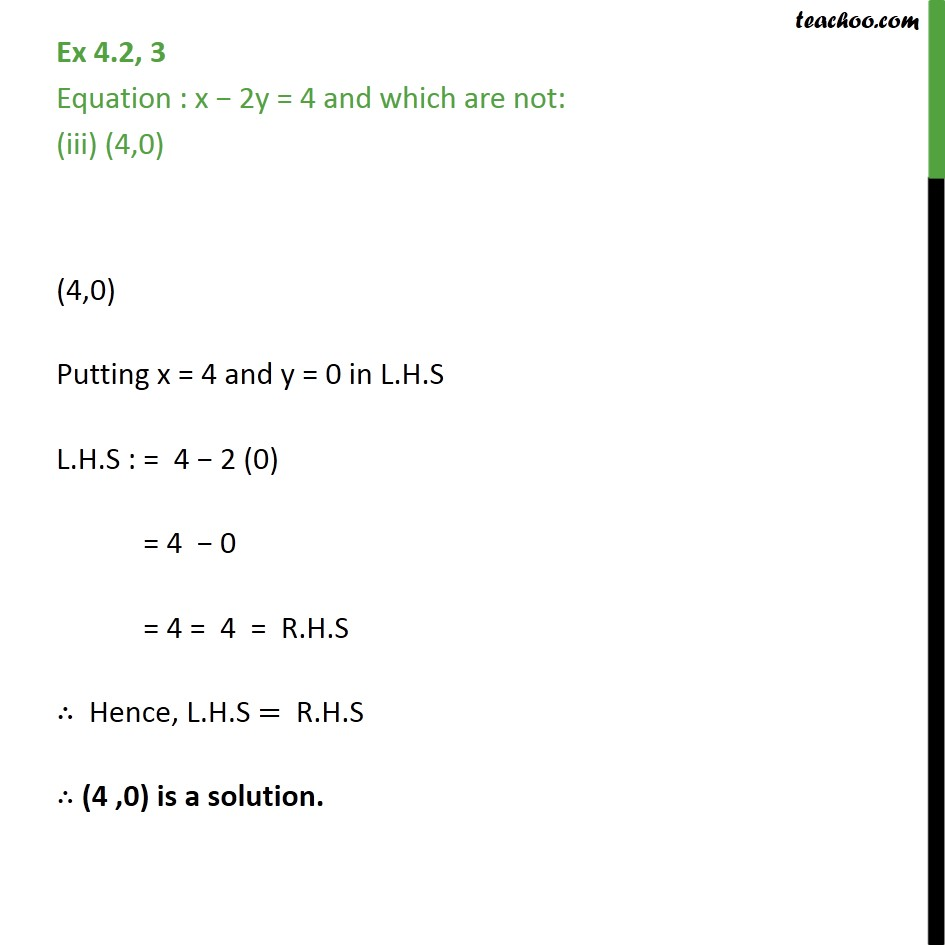 teachoo.com
Ex 4.2, 3
Equation : x − 2y = 4 and which are not:
(iii) (4,0)
(4,0)
Putting x = 4 and y = 0 in L.H.S
L.H.S : = 4 − 2 (0)
= 4 − 0
= 4 = 4 = R.H.S
∴ Hence, L.H.S = R.H.S
∴ (4 ,0) is a solution.